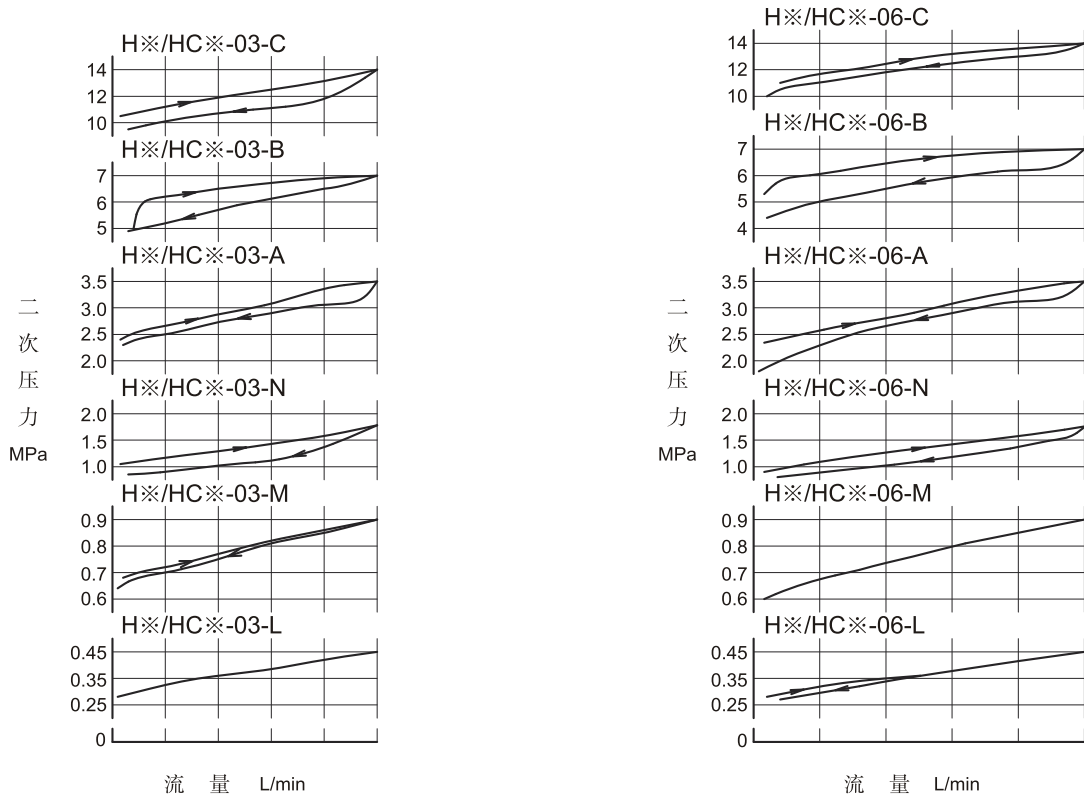 H※/HC※-03-C
14
12
10
H※/HC※-03-B
7
6
5
H※/HC※-03-A
3.5
3.0
2.5
2.0
H※/HC※-03-N
2.0
1.5
1.0
H※/HC※-03-M
0.9
0.8
0.7
0.6
H※/HC※-03-L
0.45
0.35
0.25
0
二次压力
MPa
流 量 L/min
H※/HC※-06-C
14
12
10
H※/HC※-06-B
7
6
5
4
H※/HC※-06-A
3.5
3.0
2.5
2.0
H※/HC※-06-N
2.0
1.5
1.0
H※/HC※-06-M
0.9
0.8
0.7
0.6
H※/HC※-06-L
0.45
0.35
0.25
0
二次压力
MPa
流 量 L/min